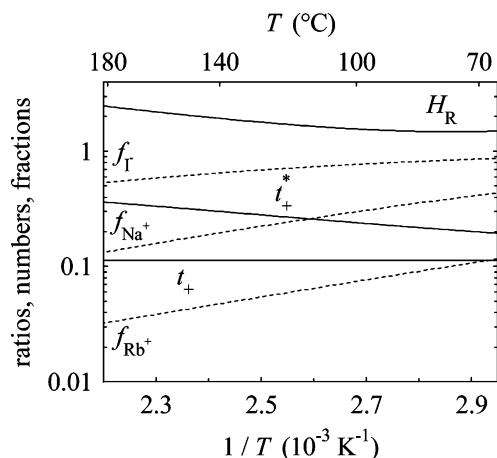 T (°C)
180 140 100 70
H_R
1
f_I⁻
t₊*
f_Na⁺
0.1
t₊
f_Rb⁺
0.01
ratios, numbers, fractions
2.3 2.5 2.7 2.9
1 / T (10⁻³ K⁻¹)